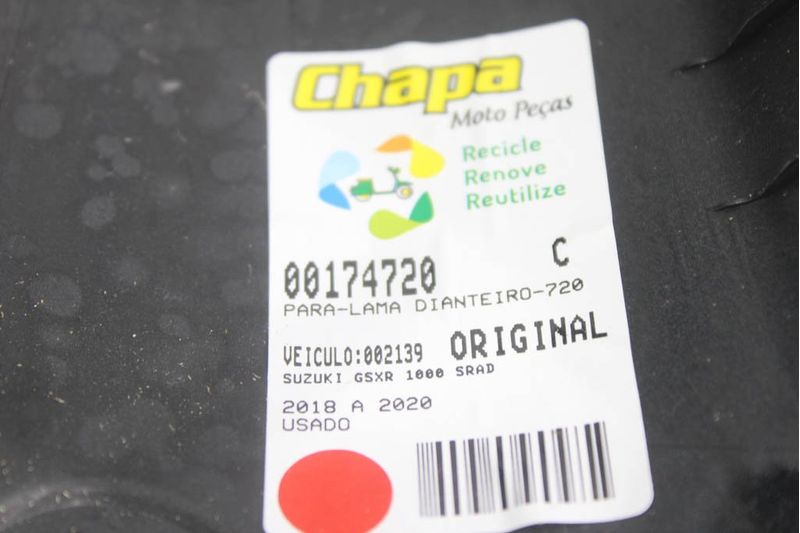 Chapa
Moto Peças
Recicle
Renove
Reutilize
00174720 C
PARA-LAMA DIANTEIRO-720
VEICULO:002139 ORIGINAL
SUZUKI GSXR 1000 SRAD
2018 A 2020
USADO